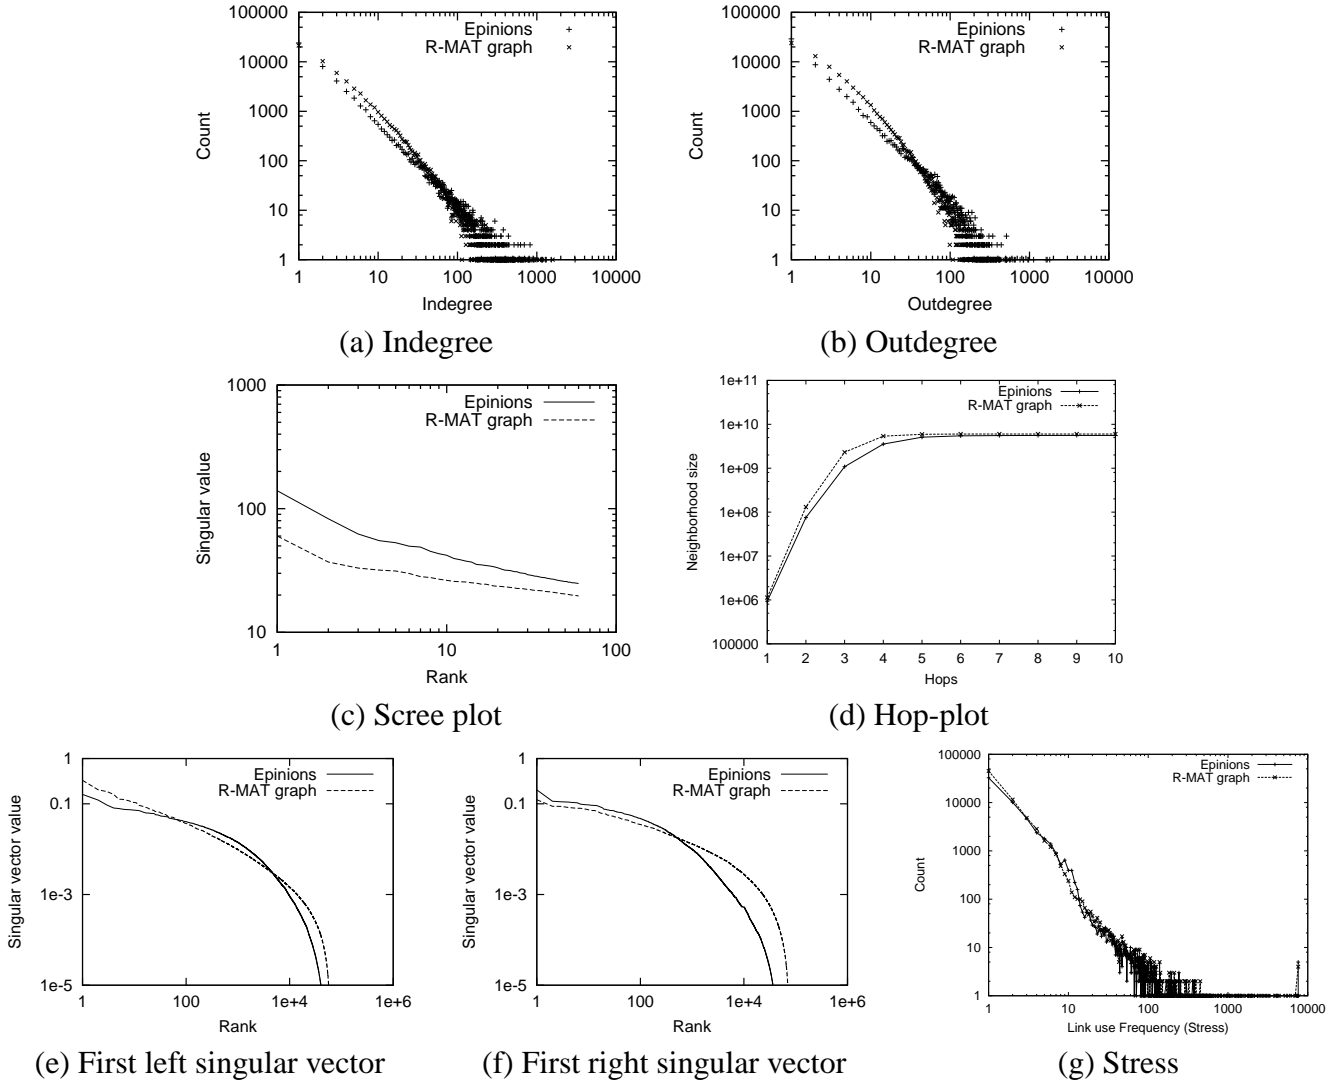 100000
10000
1000
100
10
1
1 10 100 1000 10000
Count
Indegree
Epinions
R-MAT graph
(a) Indegree
100000
10000
1000
100
10
1
1 10 100 1000 10000
Count
Outdegree
Epinions
R-MAT graph
(b) Outdegree
1000
100
10
1 10 100
Singular value
Rank
Epinions
R-MAT graph
(c) Scree plot
1e+11
1e+10
1e+09
1e+08
1e+07
1e+06
100000
1 2 3 4 5 6 7 8 9 10
Neighborhood size
Hops
Epinions
R-MAT graph
(d) Hop-plot
1
0.1
1e-3
1e-5
1 100 1e+4 1e+6
Singular vector value
Rank
Epinions
R-MAT graph
(e) First left singular vector
1
0.1
1e-3
1e-5
1 100 1e+4 1e+6
Singular vector value
Rank
Epinions
R-MAT graph
(f) First right singular vector
100000
10000
1000
100
10
1
1 10 100 1000 10000
Count
Link use Frequency (Stress)
Epinions
R-MAT graph
(g) Stress